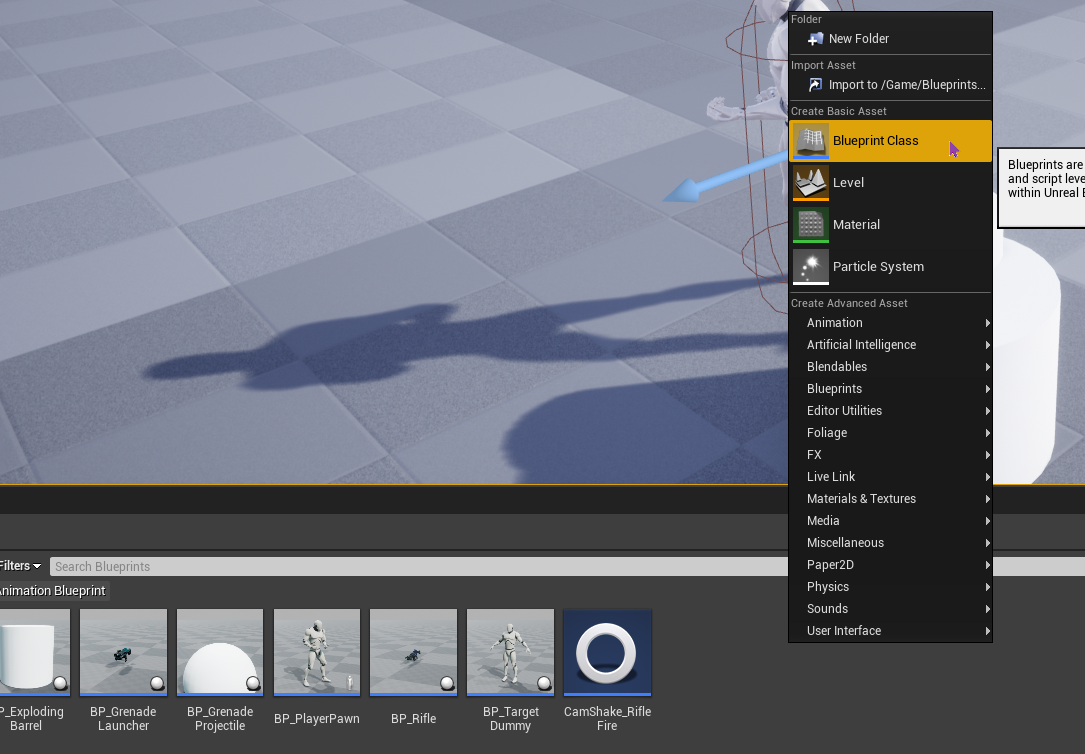 Folder
New Folder
Import Asset
Import to /Game/Blueprints...
Create Basic Asset
Blueprint Class
Level
Material
Particle System
Create Advanced Asset
Animation
Artificial Intelligence
Blendables
Blueprints
Editor Utilities
Foliage
FX
Live Link
Materials & Textures
Media
Miscellaneous
Paper2D
Physics
Sounds
User Interface
Blueprints are
and script leve
within Unreal E
Filters
Search Blueprints
Animation Blueprint
P_Exploding
Barrel
BP_Grenade
Launcher
BP_Grenade
Projectile
BP_PlayerPawn
BP_Rifle
BP_Target
Dummy
CamShake_Rifle
Fire